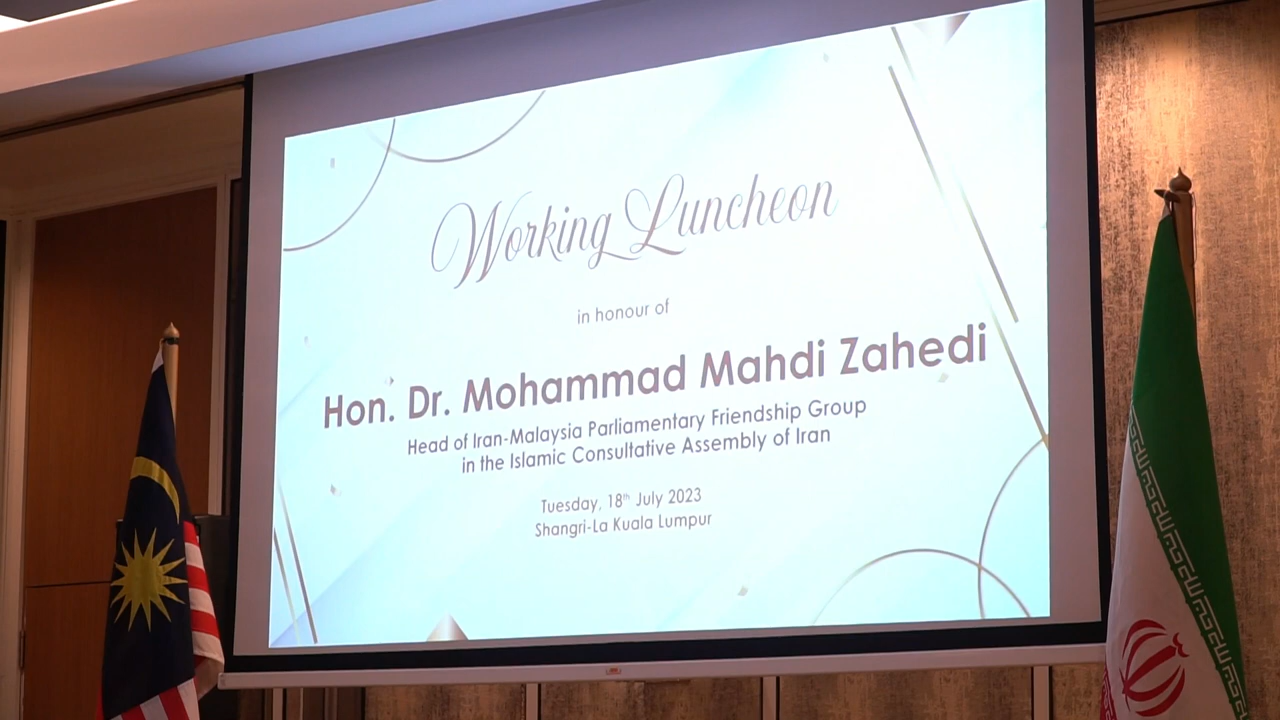 Working Luncheon
in honour of
Hon. Dr. Mohammad Mahdi Zahedi
Head of Iran-Malaysia Parliamentary Friendship Group
in the Islamic Consultative Assembly of Iran
Tuesday, 18th July 2023
Shangri-La Kuala Lumpur